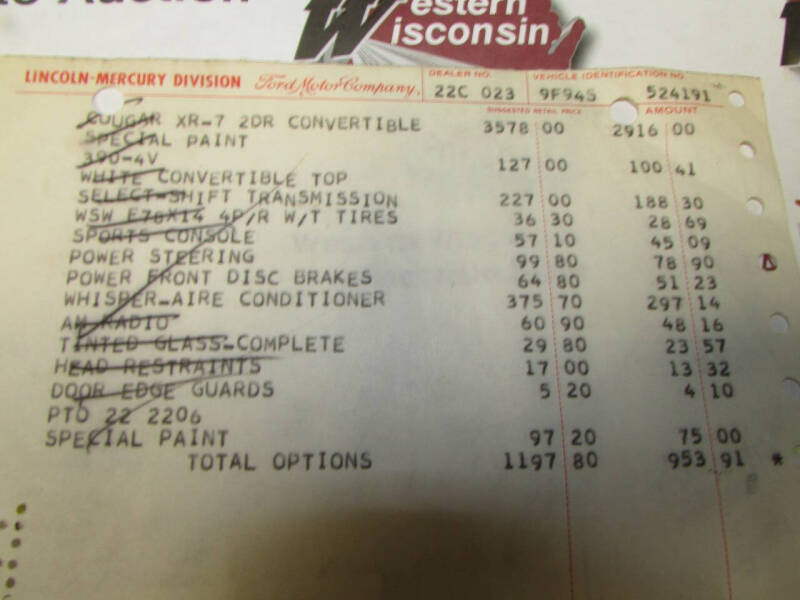 to Auction
Western
Wisconsin
LINCOLN-MERCURY DIVISION Ford Motor Company,
DEALER NO. VEHICLE IDENTIFICATION NO.
22C 023 9F94S 524191
SUGGESTED RETAIL PRICE AMOUNT
COUGAR XR-7 2DR CONVERTIBLE 3578 00 2916 00
SPECIAL PAINT
390-4V 127 00 100 41
WHITE CONVERTIBLE TOP
SELECT-SHIFT TRANSMISSION 227 00 188 30
WSW E78X14 4P/R W/T TIRES 36 30 28 69
SPORTS CONSOLE 57 10 45 09
POWER STEERING 99 80 78 90
POWER FRONT DISC BRAKES 64 80 51 23
WHISPER-AIRE CONDITIONER 375 70 297 14
AM RADIO 60 90 48 16
TINTED GLASS-COMPLETE 29 80 23 57
HEAD RESTRAINTS 17 00 13 32
DOOR EDGE GUARDS 5 20 4 10
PTO 22 2206
SPECIAL PAINT 97 20 75 00
TOTAL OPTIONS 1197 80 953 91 *